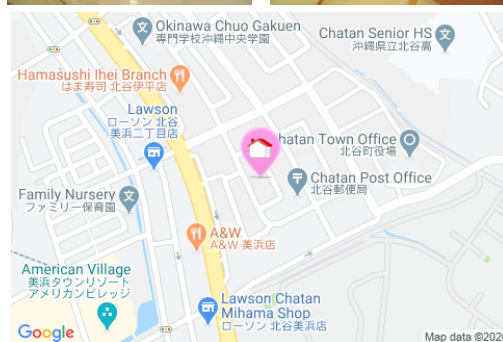 Okinawa Chuo Gakuen
専門学校沖縄中央学園
Chatan Senior HS
沖縄県立北谷高
Hamasushi Ihei Branch
はま寿司 北谷伊平店
Lawson
ローソン 北谷
美浜二丁目店
Chatan Town Office
北谷町役場
Chatan Post Office
北谷郵便局
Family Nursery
ファミリー保育園
A&W
A&W 美浜店
American Village
美浜タウンリゾート
アメリカンビレッジ
Lawson Chatan
Mihama Shop
ローソン 北谷美浜店
Google
Map data ©202